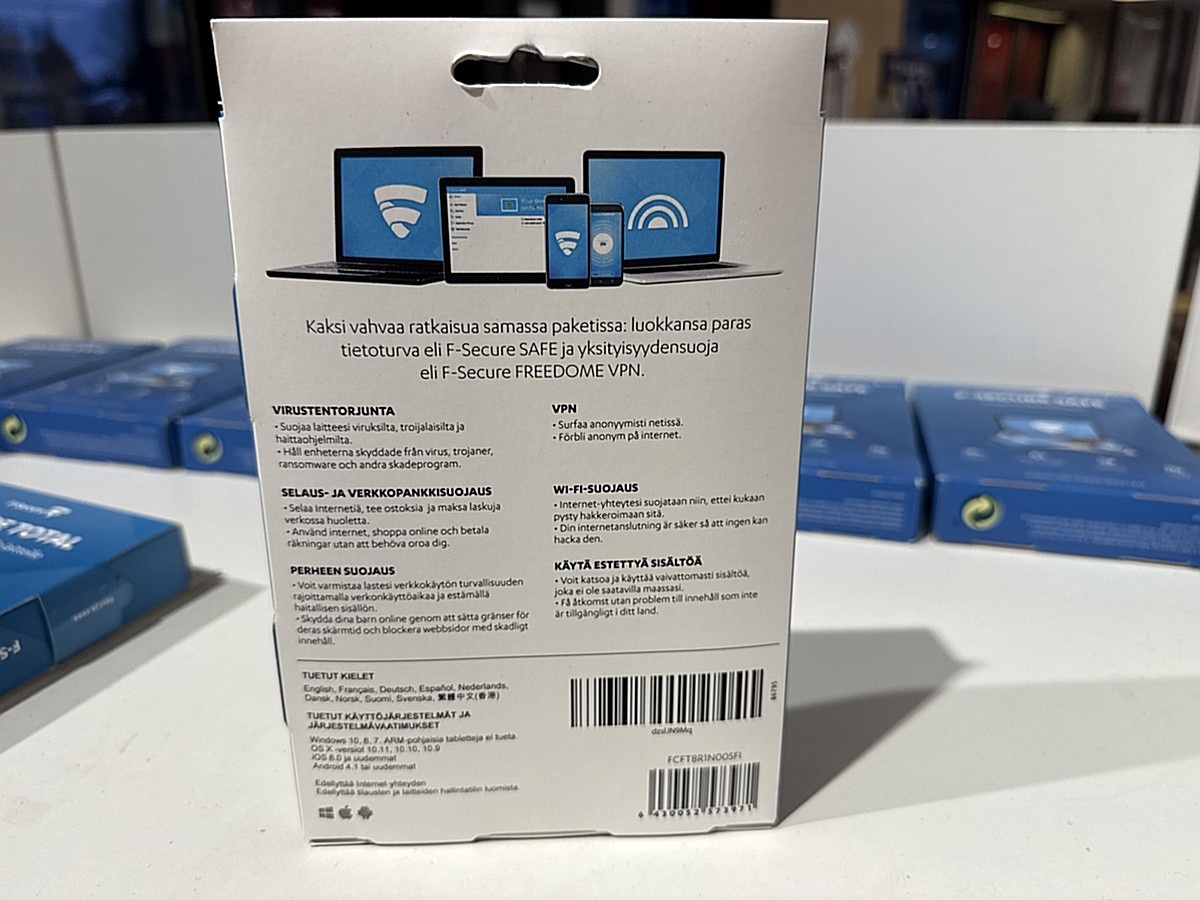 Kaksi vahvaa ratkaisua samassa paketissa: luokkansa paras
tietoturva eli F-Secure SAFE ja yksityisyydensuoja
eli F-Secure FREEDOME VPN.
VIRUSTENTORJUNTA
• Suojaa laitteesi viruksilta, troijalaisilta ja
haittaohjelmilta.
• Håll enheterna skyddade från virus, trojaner,
ransomware och andra skadeprogram.
SELAUS- JA VERKKOPANKKISUOJAUS
• Selaa Internetiä, tee ostoksia ja maksa laskuja
verkossa huoletta.
• Använd internet, shoppa online och betala
räkningar utan att behöva oroa dig.
PERHEEN SUOJAUS
• Voit varmistaa lastesi verkkokäytön turvallisuuden
rajoittamalla verkonkäyttöaikaa ja estämällä
haitallisen sisällön.
• Skydda dina barn online genom att sätta gränser för
deras skärmtid och blockera webbsidor med skadligt
innehåll.
VPN
• Surfaa anonyymisti netissä.
• Förbli anonym på internet.
WI-FI-SUOJAUS
• Internet-yhteytesi suojataan niin, ettei kukaan
pysty hakkeroimaan sitä.
• Din internetanslutning är säker så att ingen kan
hacka den.
KÄYTÄ ESTETTYÄ SISÄLTÖÄ
• Voit katsoa ja käyttää vaivattomasti sisältöä,
joka ei ole saatavilla maassasi.
• Få åtkomst utan problem till innehåll som inte
är tillgängligt i ditt land.
TUETUT KIELET
English, Français, Deutsch, Español, Nederlands,
Dansk, Norsk, Suomi, Svenska, 繁體中文(香港)
TUETUT KÄYTTÖJÄRJESTELMÄT JA
JÄRJESTELMÄVAATIMUKSET
Windows 10, 8, 7. ARM-pohjaisia tabletteja ei tueta.
OS X -versiot 10.11, 10.10, 10.9
iOS 8.0 ja uudemmat
Android 4.1 tai uudemmat
Edellyttää Internet-yhteyden
Edellyttää tilausten ja laitteiden hallintatilin luomista.
FCFTBR1N005FI
6 430052 573971
TOTAL